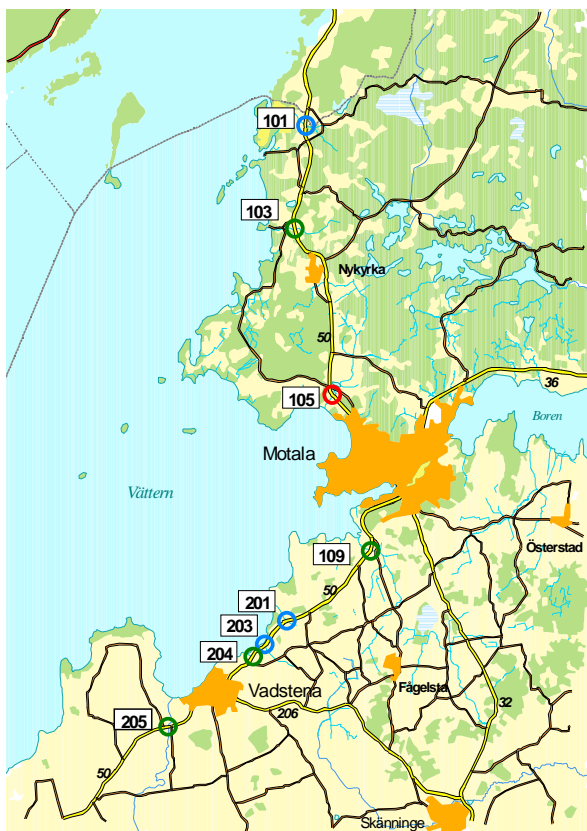 101
103
Nykyrka
50
36
105
Boren
Motala
Vättern
Österstad
109
50
201
203
204
Fågelsta
Vadstena
206
32
205
50
Skänninge